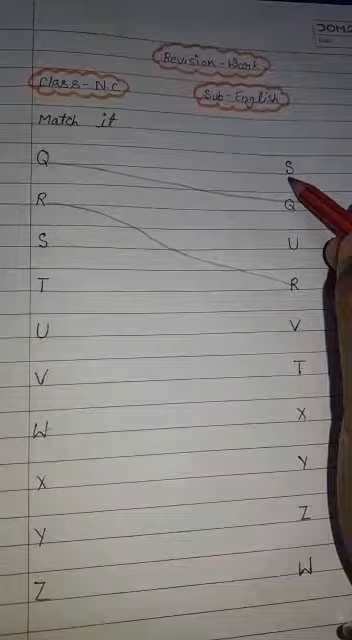 Revision - Work
Class - N.C
Sub - English
Match it
Q S
R Q
S U
T R
U V
V T
W X
X Y
Y Z
Z W